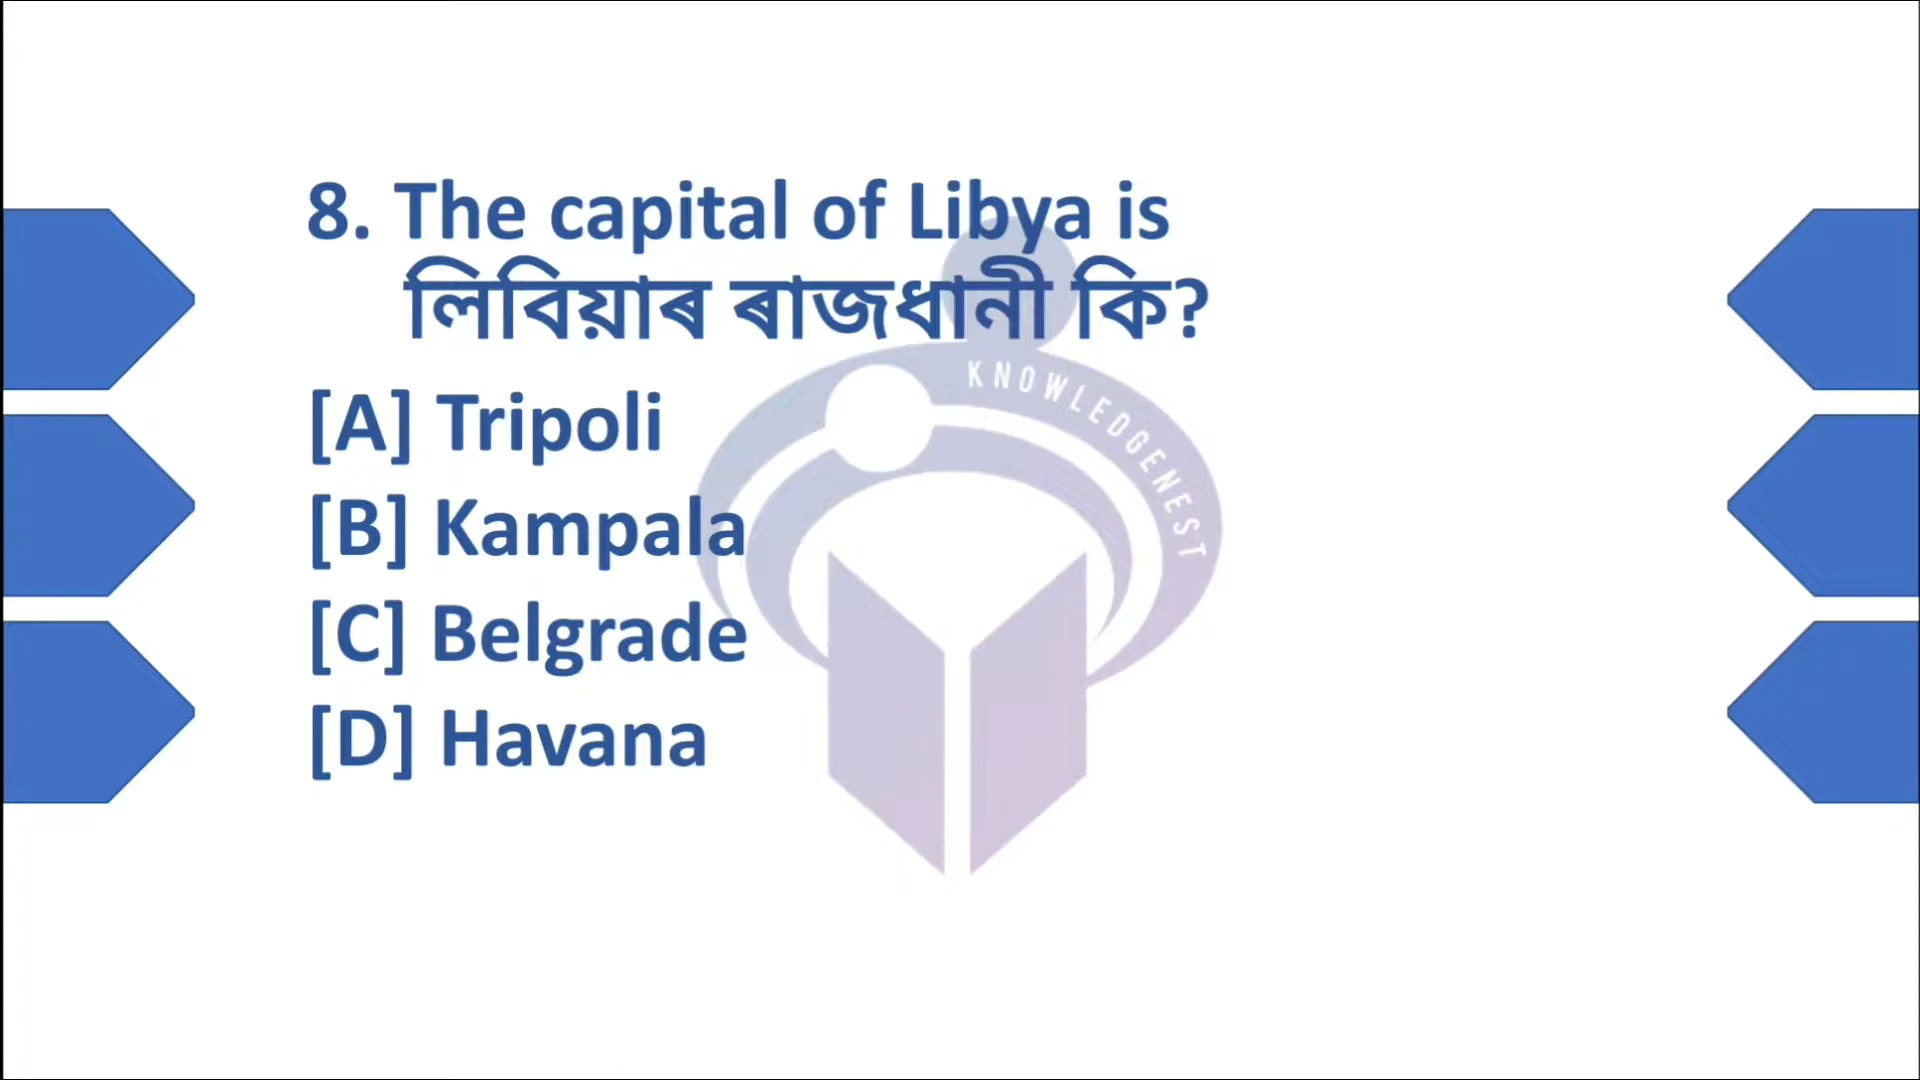 8. The capital of Libya is
লিবিয়াৰ ৰাজধানী কি?
KNOWLEDGENEST
[A] Tripoli
[B] Kampala
[C] Belgrade
[D] Havana